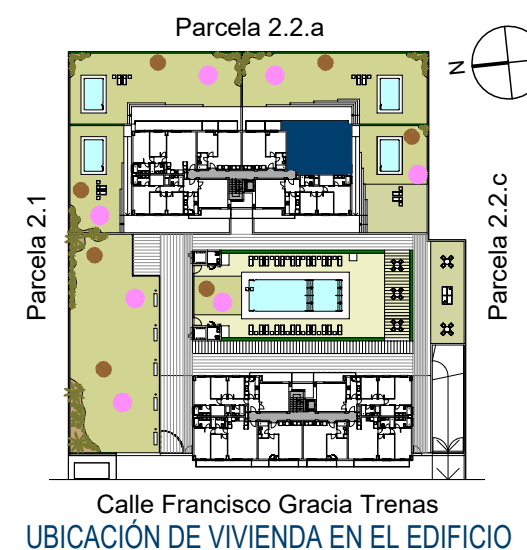 Parcela 2.2.a
N
Parcela 2.1
Parcela 2.2.c
Calle Francisco Gracia Trenas
UBICACIÓN DE VIVIENDA EN EL EDIFICIO